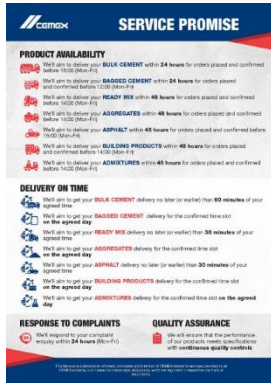 CEMEX
SERVICE PROMISE
PRODUCT AVAILABILITY
We'll aim to deliver your BULK CEMENT within 24 hours for orders placed and confirmed
before 16:00 (Mon-Fri)
We'll aim to deliver your BAGGED CEMENT within 24 hours for orders placed
and confirmed before 12:00 (Mon-Fri)
We'll aim to deliver your READY MIX within 48 hours for orders placed and confirmed
before 14:00 (Mon-Fri)
We'll aim to deliver your AGGREGATES within 48 hours for orders placed and confirmed
before 14:00 (Mon-Fri)
We'll aim to deliver your ASPHALT within 48 hours for orders placed and confirmed before
(Mon-Fri)
We'll aim to deliver your BUILDING PRODUCTS within 48 hours for orders placed and
confirmed before 14:00 (Mon-Fri)
We'll aim to deliver your ADMIXTURES within 48 hours for orders placed and confirmed
before 14:00 (Mon-Fri)
DELIVERY ON TIME
We'll aim to get your BULK CEMENT delivery no later (or earlier) than 60 minutes of your
agreed time
We'll aim to get your BAGGED CEMENT delivery for the confirmed time slot
on the agreed day
We'll aim to get your READY MIX delivery no later (or earlier) than 30 minutes of your
agreed time
We'll aim to get your AGGREGATES delivery for the confirmed time slot
on the agreed day
We'll aim to get your ASPHALT delivery no later (or earlier) than 30 minutes of your
agreed time
We'll aim to get your BUILDING PRODUCTS delivery for the confirmed time slot
on the agreed day
We'll aim to get your ADMIXTURES delivery for the confirmed time slot on the agreed
day
RESPONSE TO COMPLAINTS
We'll respond to your complaint
enquiry within 24 hours (Mon-Fri)
QUALITY ASSURANCE
We will ensure that the performance
of our products meets specifications
with continuous quality controls